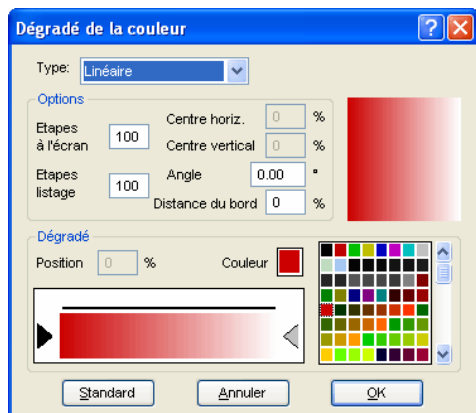 Dégradé de la couleur
Type: Linéaire
Options
Etapes à l'écran 100
Centre horiz. 0 %
Centre vertical 0 %
Etapes listage 100
Angle 0.00 °
Distance du bord 0 %
Dégradé
Position 0 %
Couleur
Standard
Annuler
OK